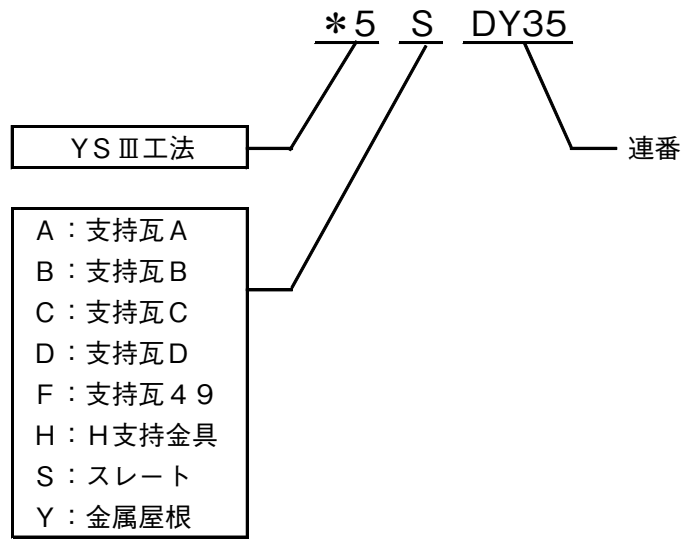 ＊5 S DY35
ＹＳⅢ工法
連番
Ａ：支持瓦Ａ
Ｂ：支持瓦Ｂ
Ｃ：支持瓦Ｃ
Ｄ：支持瓦Ｄ
Ｆ：支持瓦４９
Ｈ：Ｈ支持金具
Ｓ：スレート
Ｙ：金属屋根